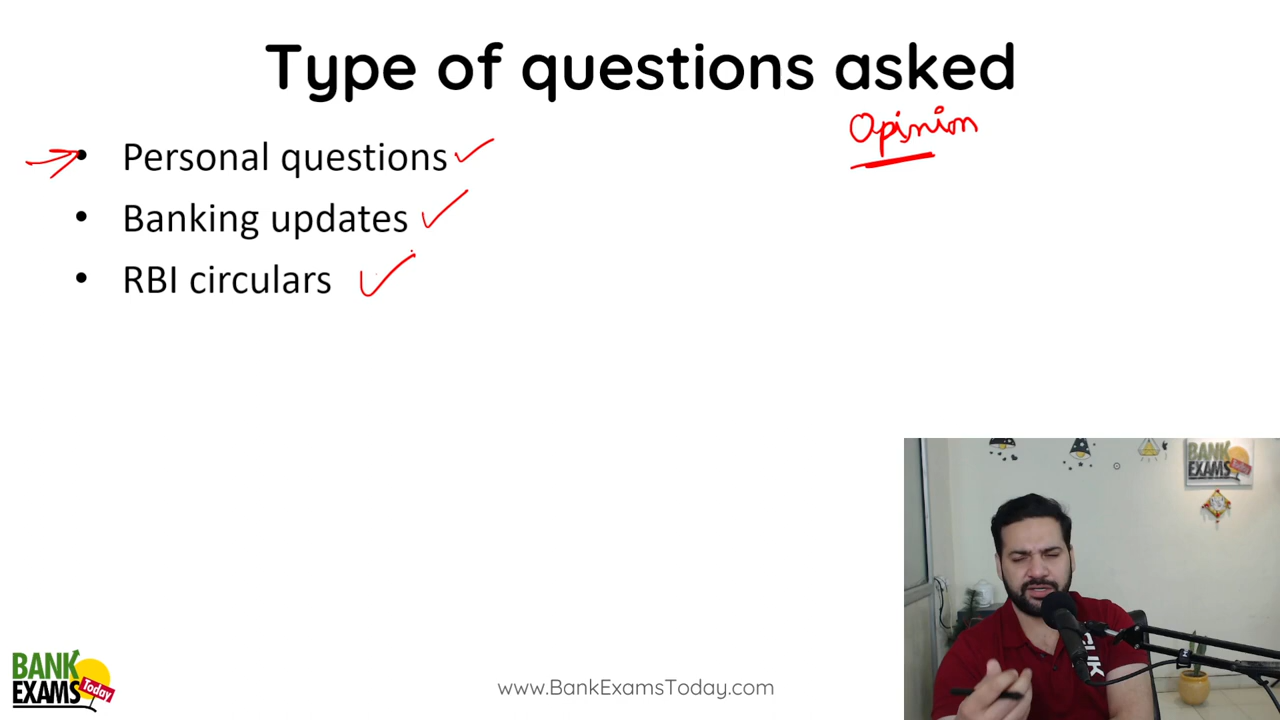 Type of questions asked
Opinion
• Personal questions
• Banking updates
• RBI circulars
BANK
EXAMS
Today
BANK
EXAMS
Today
www.BankExamsToday.com